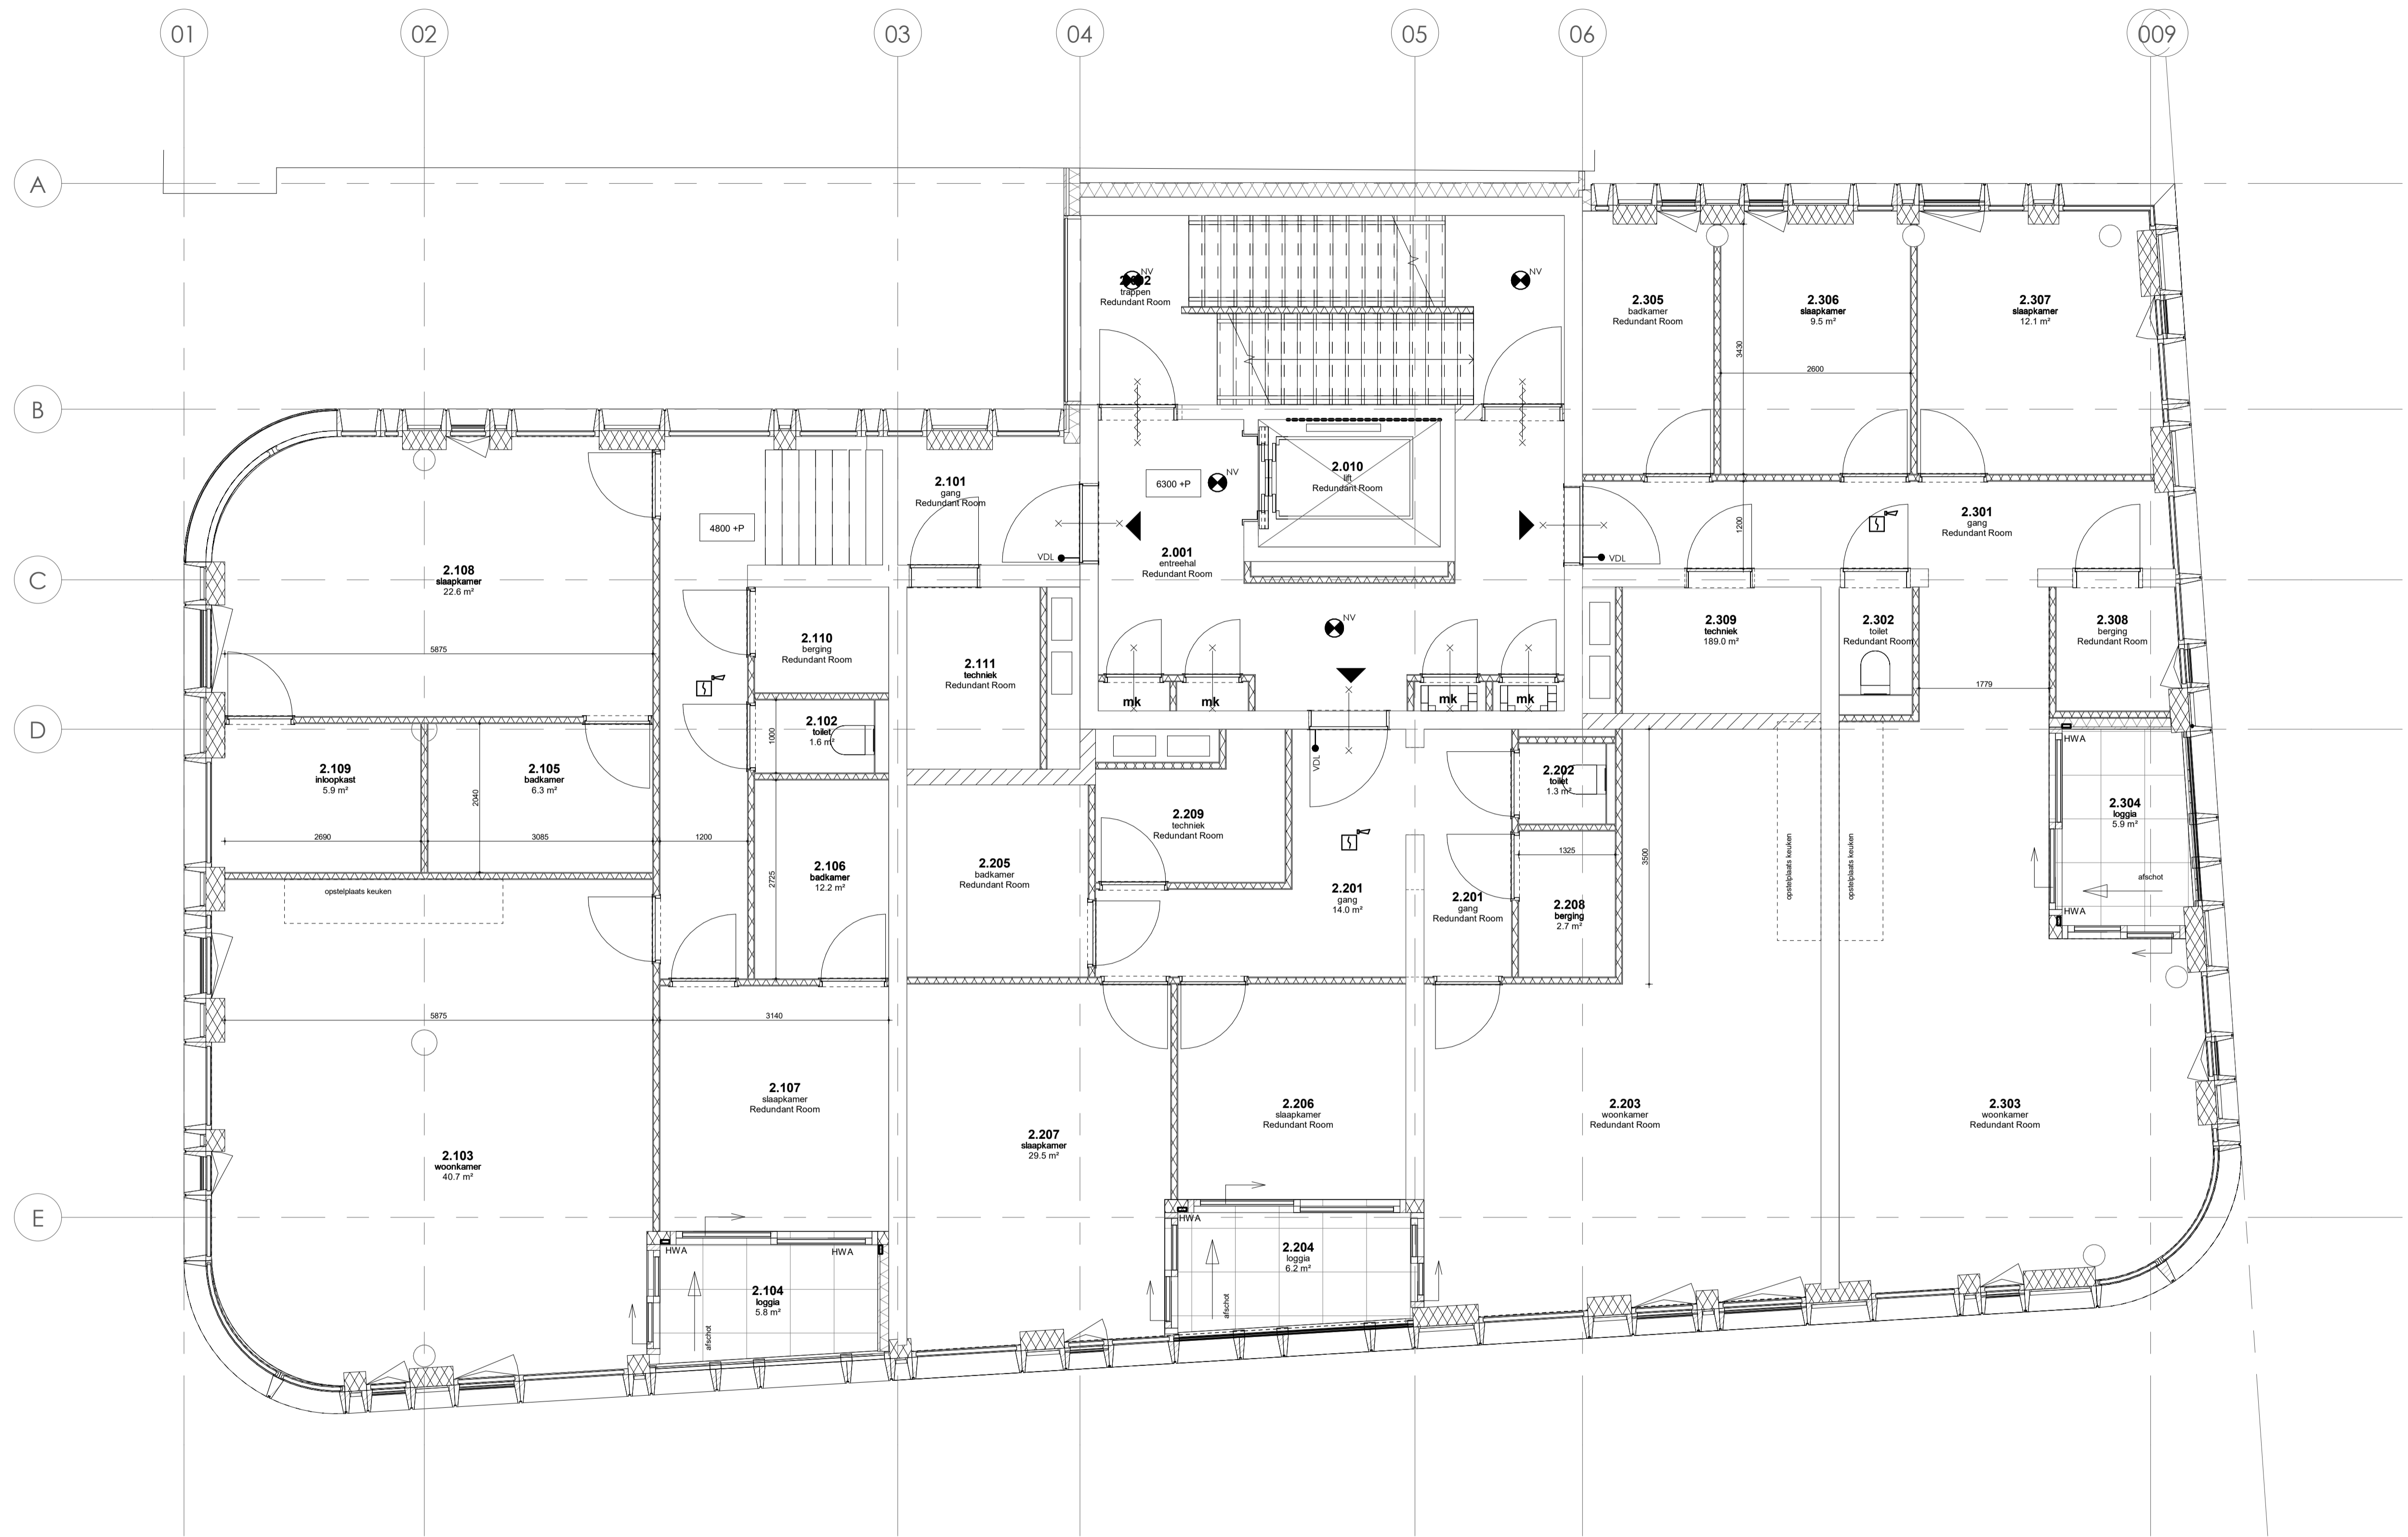 01
02
03
04
05
06
009
A
B
C
D
E
NV
trappen
Redundant Room
NV
2.305
badkamer
Redundant Room
2.306
slaapkamer
9.5 m²
2.307
slaapkamer
12.1 m²
3430
2600
2.101
gang
Redundant Room
4800 +P
6300 +P
NV
2.010
lift
Redundant Room
VDL
2.001
entreehal
Redundant Room
VDL
1200
2.301
gang
Redundant Room
2.108
slaapkamer
22.6 m²
5875
2.110
berging
Redundant Room
2.111
techniek
Redundant Room
NV
2.309
techniek
189.0 m²
2.302
toilet
Redundant Room
2.308
berging
Redundant Room
1779
mk
mk
mk
mk
2.102
toilet
1.6 m²
1000
VDL
HWA
2.109
inloopkast
5.9 m²
2.105
badkamer
6.3 m²
2040
2690
3085
1200
2.106
badkamer
12.2 m²
2725
2.205
badkamer
Redundant Room
2.209
techniek
Redundant Room
2.202
toilet
1.3 m²
1325
3500
2.201
gang
14.0 m²
2.201
gang
Redundant Room
2.208
berging
2.7 m²
opstelplaats keuken
opstelplaats keuken
2.304
loggia
5.9 m²
afschot
HWA
opstelplaats keuken
5875
3140
2.107
slaapkamer
Redundant Room
2.103
woonkamer
40.7 m²
2.207
slaapkamer
29.5 m²
2.206
slaapkamer
Redundant Room
2.203
woonkamer
Redundant Room
2.303
woonkamer
Redundant Room
HWA
HWA
2.104
loggia
5.8 m²
afschot
HWA
2.204
loggia
6.2 m²
afschot